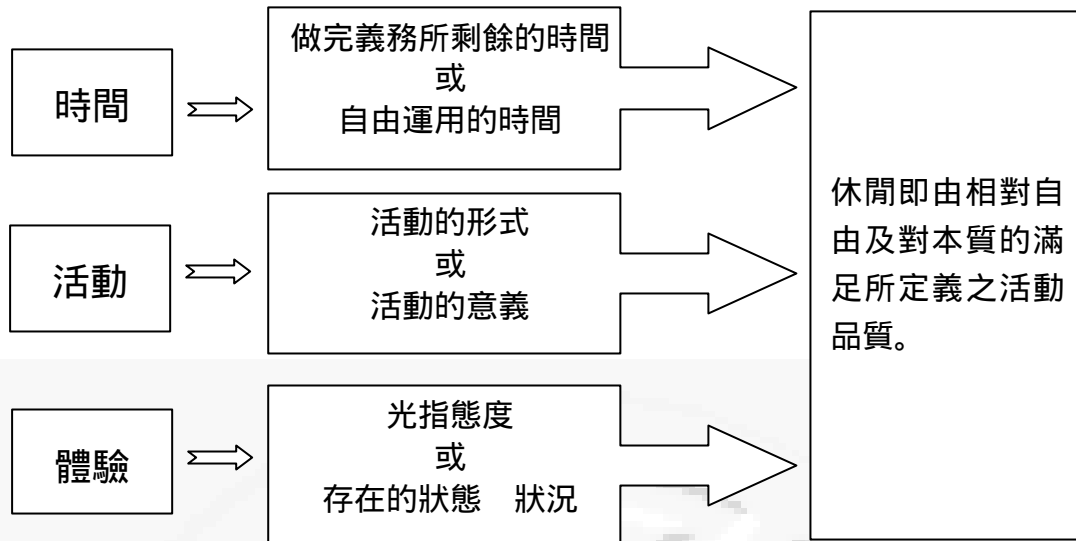 時間
做完義務所剩餘的時間
或
自由運用的時間
活動
活動的形式
或
活動的意義
體驗
光指態度
或
存在的狀態　狀況
休閒即由相對自
由及對本質的滿
足所定義之活動
品質。